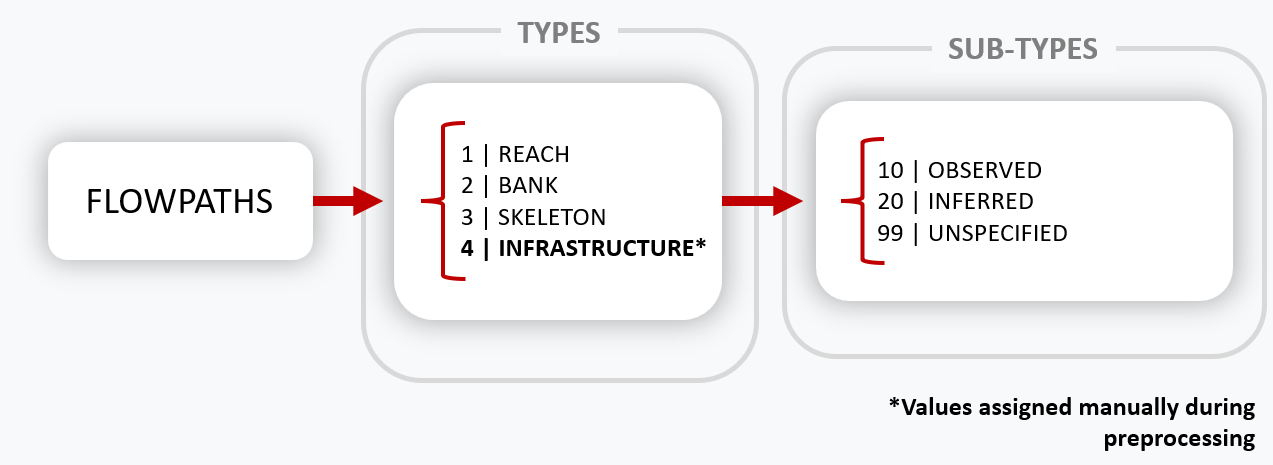 TYPES
SUB-TYPES
FLOWPATHS
1 | REACH
2 | BANK
3 | SKELETON
4 | INFRASTRUCTURE*
10 | OBSERVED
20 | INFERRED
99 | UNSPECIFIED
*Values assigned manually during
preprocessing